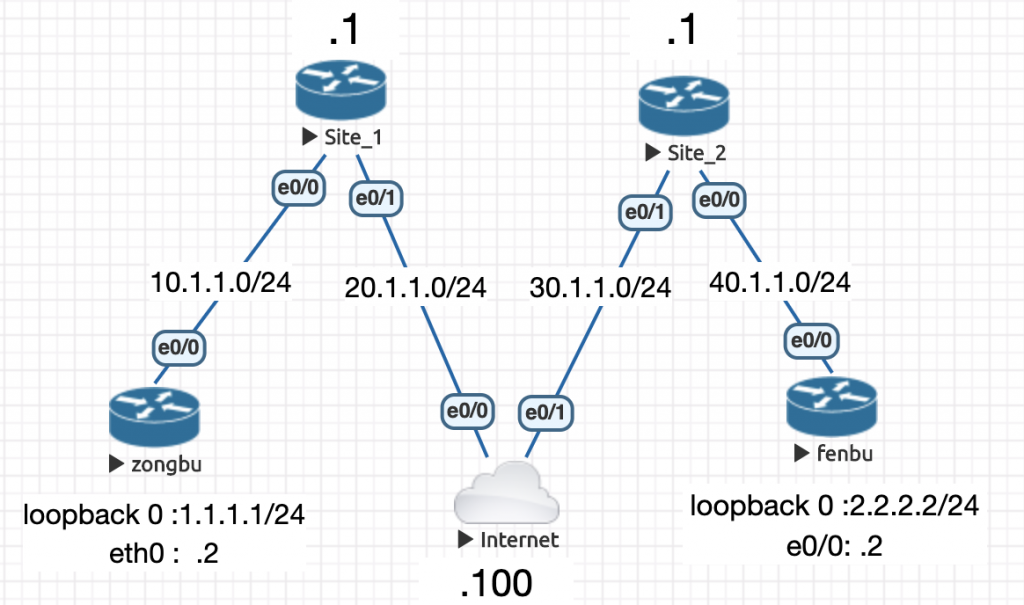 .1
.1
Site_1
Site_2
e0/0
e0/1
e0/1
e0/0
10.1.1.0/24
20.1.1.0/24
30.1.1.0/24
40.1.1.0/24
e0/0
e0/0
e0/0
e0/1
zongbu
fenbu
loopback 0 :1.1.1.1/24
eth0 : .2
loopback 0 :2.2.2.2/24
e0/0: .2
Internet
.100